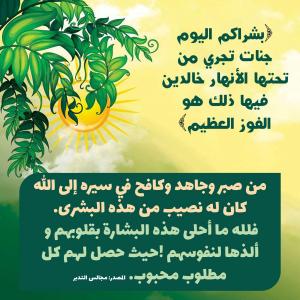 ﴿بشراكم اليوم
جنات تجري من
تحتها الأنهار خالدين
فيها ذلك هو
الفوز العظيم﴾
من صبر وجاهد وكافح في سيره إلى الله
كان له نصيب من هذه البشرى.
فلله ما أحلى هذه البشارة بقلوبهم و
ألذها لنفوسهم !حيث حصل لهم كل
مطلوب محبوب. المصدر: مجالس التدبر